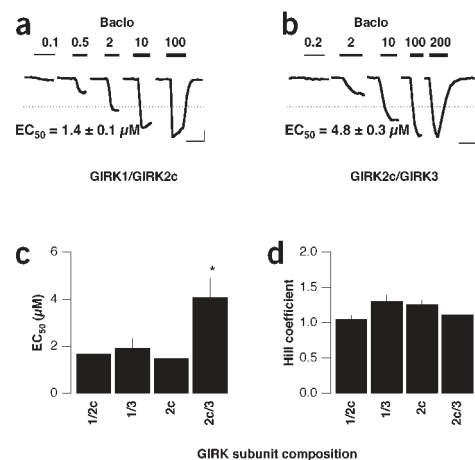 a
Baclo
0.1 0.5 2 10 100
EC50 = 1.4 ± 0.1 µM
GIRK1/GIRK2c
b
Baclo
0.2 2 10 100 200
EC50 = 4.8 ± 0.3 µM
GIRK2c/GIRK3
c
EC50 (µM)
6
4
2
0
*
1/2c 1/3 2c 2c/3
d
Hill coefficient
2.0
1.5
1.0
0.5
0.0
1/2c 1/3 2c 2c/3
GIRK subunit composition